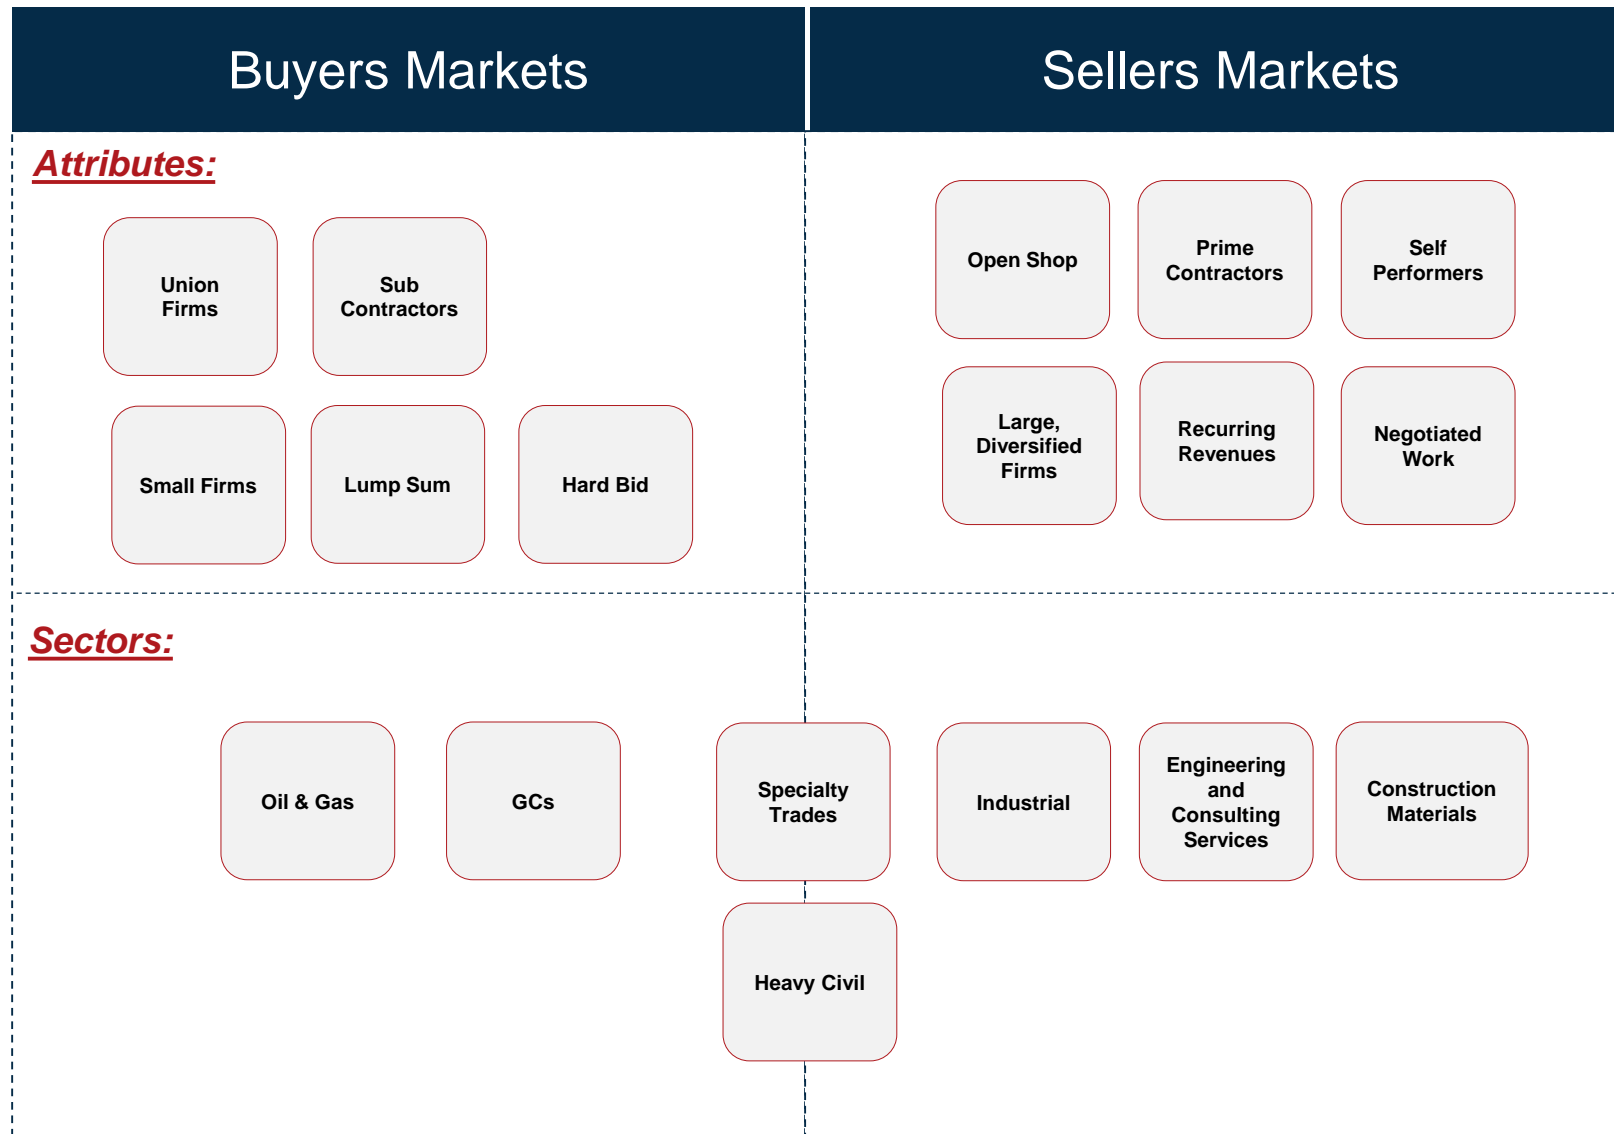 Buyers Markets
Sellers Markets
Attributes:
Union
Firms
Sub
Contractors
Small Firms
Lump Sum
Hard Bid
Open Shop
Prime
Contractors
Self
Performers
Large,
Diversified
Firms
Recurring
Revenues
Negotiated
Work
Sectors:
Oil & Gas
GCs
Specialty
Trades
Industrial
Engineering
and
Consulting
Services
Construction
Materials
Heavy Civil